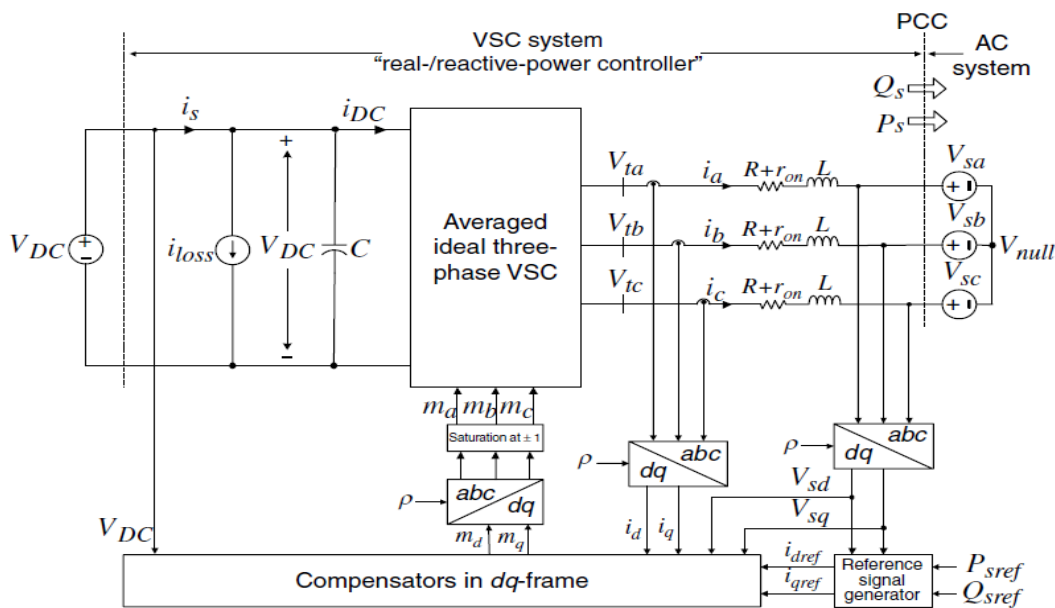 PCC
VSC system
"real-/reactive-power controller"
AC
system
Qs
Ps
is
iDC
+
VDC
+
−
iloss
VDC
C
−
Averaged
ideal three-
phase VSC
Vta
ia
R+ron
L
Vsa
+
Vtb
ib
R+ron
L
Vsb
+
Vnull
Vtc
ic
R+ron
L
Vsc
+
ma mb mc
Saturation at ± 1
ρ
abc
dq
ρ
abc
dq
ρ
abc
dq
VDC
md
mq
id
iq
Vsd
Vsq
Compensators in dq-frame
idref
iqref
Reference
signal
generator
Psref
Qsref